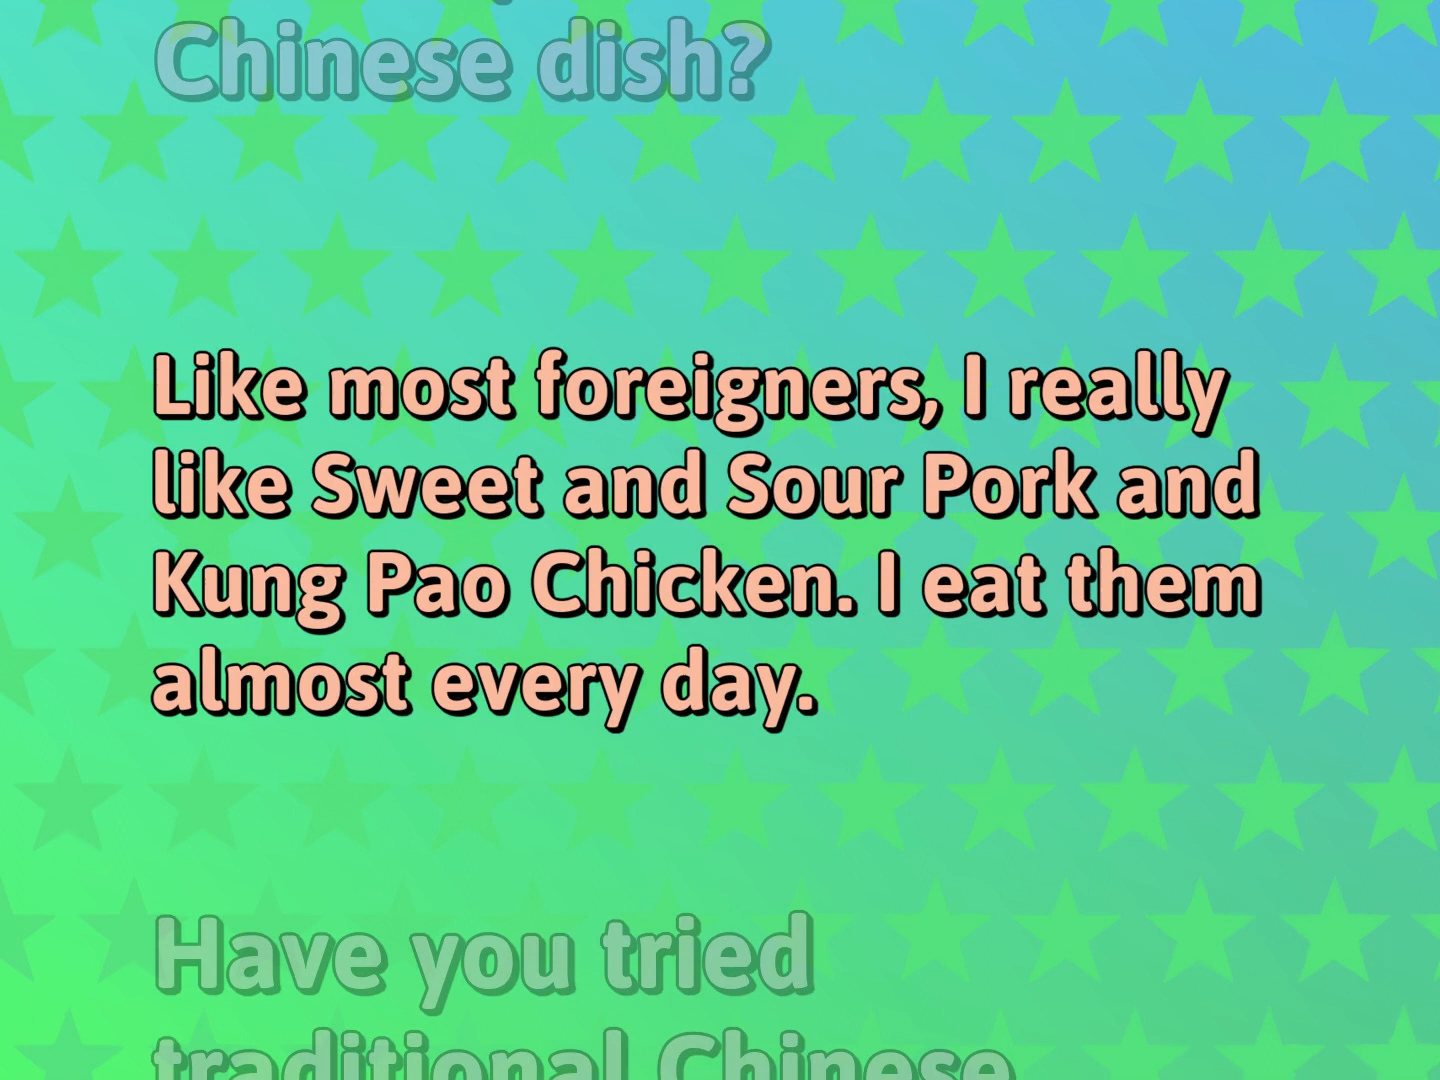 Chinese dish?
Like most foreigners, I really
like Sweet and Sour Pork and
Kung Pao Chicken. I eat them
almost every day.
Have you tried
traditional Chinese